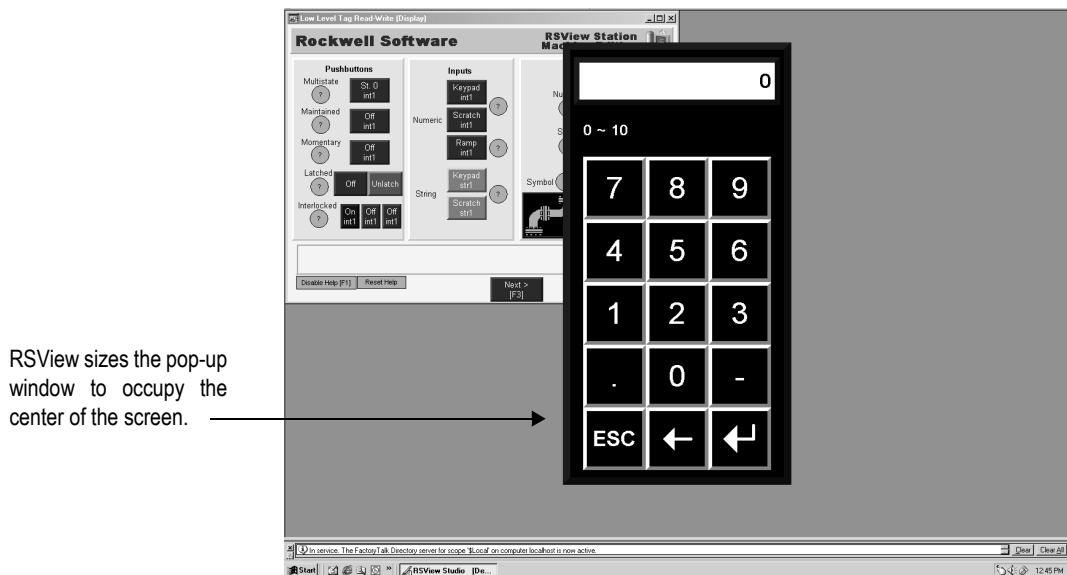 Low Level Tag Read-Write (Display)
Rockwell Software
RSView Station
Pushbuttons
Multistate
?
St. 0
int1
Maintained
?
Off
int1
Momentary
?
Off
int1
Latched
?
Off
Unlatch
Interlocked
?
On
int1
Off
int1
Off
int1
Inputs
Numeric
Keypad
int1
?
Scratch
int1
Ramp
int1
?
String
Keypad
str1
?
Scratch
str1
Symbol
Disable Help [F1]
Reset Help
Next >
[F3]
0
0 ~ 10
7 8 9
4 5 6
1 2 3
. 0 -
ESC
RSView sizes the pop-up
window to occupy the
center of the screen.
In service. The FactoryTalk Directory server for scope '$Local' on computer localhost is now active.
Clear
Clear All
Start
»
RSView Studio [De...
12:45 PM